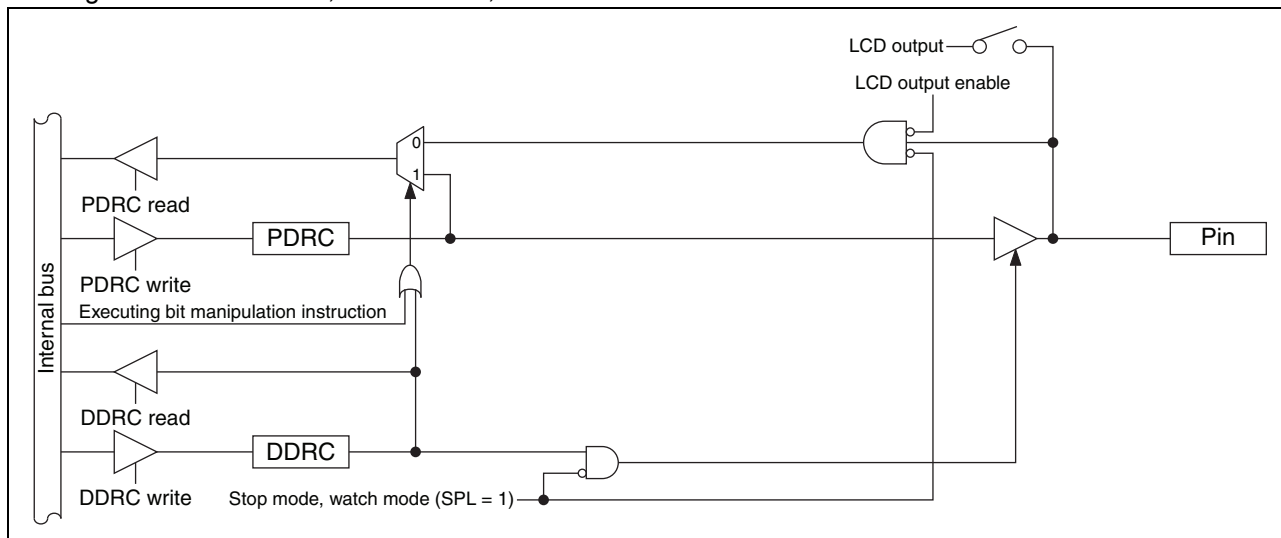 LCD output
LCD output enable
0
1
PDRC read
PDRC
Pin
PDRC write
Executing bit manipulation instruction
Internal bus
DDRC read
DDRC
DDRC write
Stop mode, watch mode (SPL = 1)